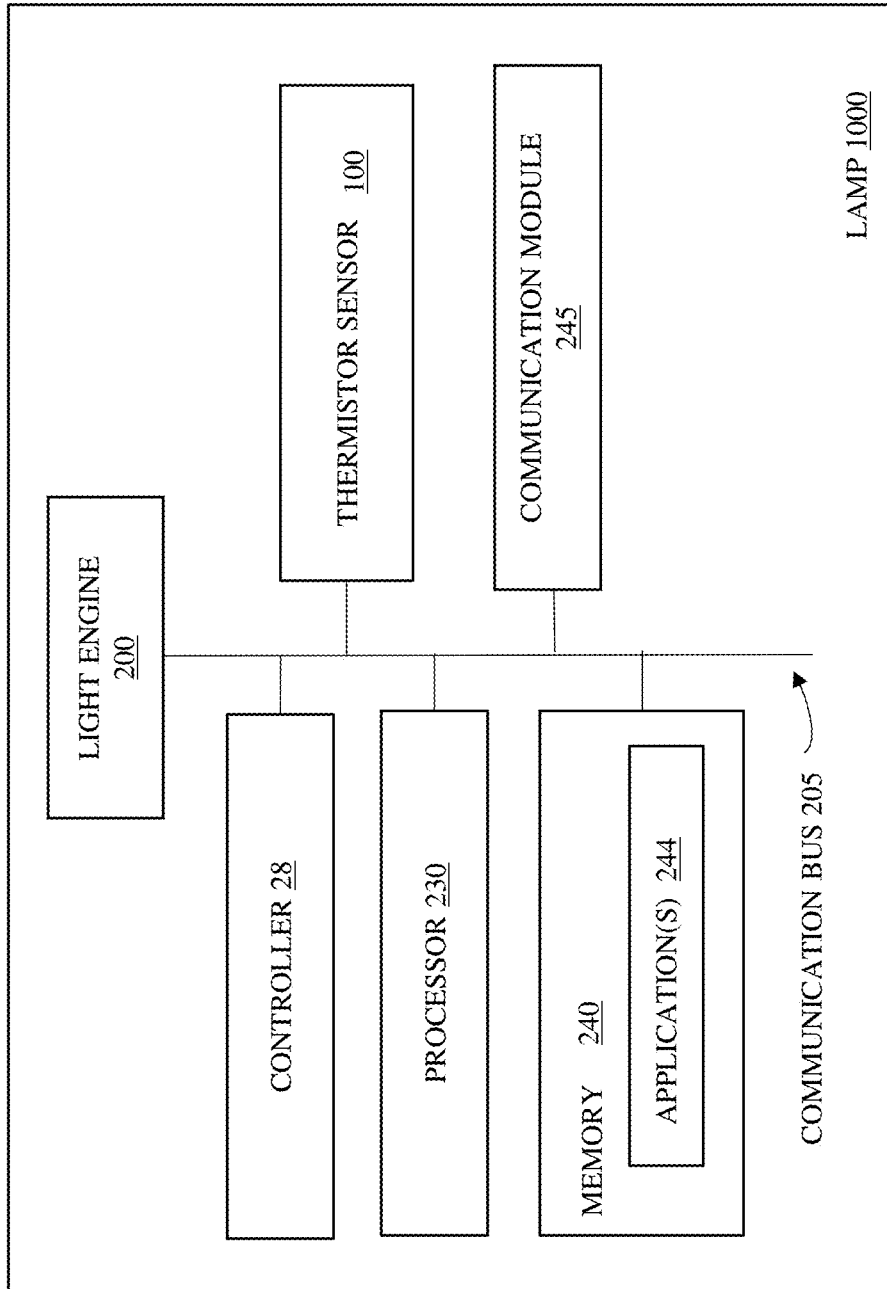 LIGHT ENGINE
200
CONTROLLER 28
THERMISTOR SENSOR 100
PROCESSOR 230
COMMUNICATION MODULE
245
MEMORY 240
APPLICATION(S) 244
COMMUNICATION BUS 205
LAMP 1000